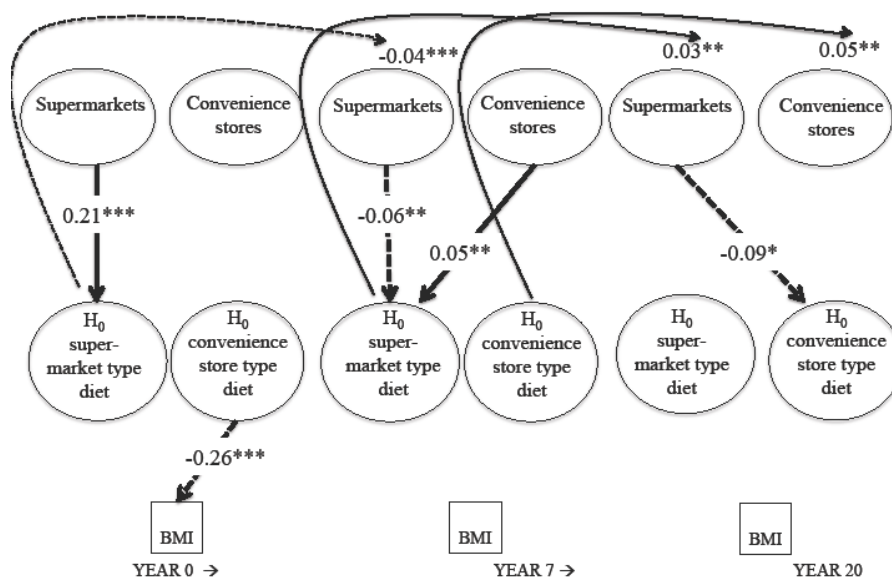 -0.04***
0.03**
0.05**
Supermarkets
Convenience
stores
Supermarkets
Convenience
stores
Supermarkets
Convenience
stores
0.21***
-0.06**
0.05**
-0.09*
H0
super-
market type
diet
H0
convenience
store type
diet
H0
super-
market type
diet
H0
convenience
store type
diet
H0
super-
market type
diet
H0
convenience
store type
diet
-0.26***
BMI
BMI
BMI
YEAR 0 →
YEAR 7 →
YEAR 20